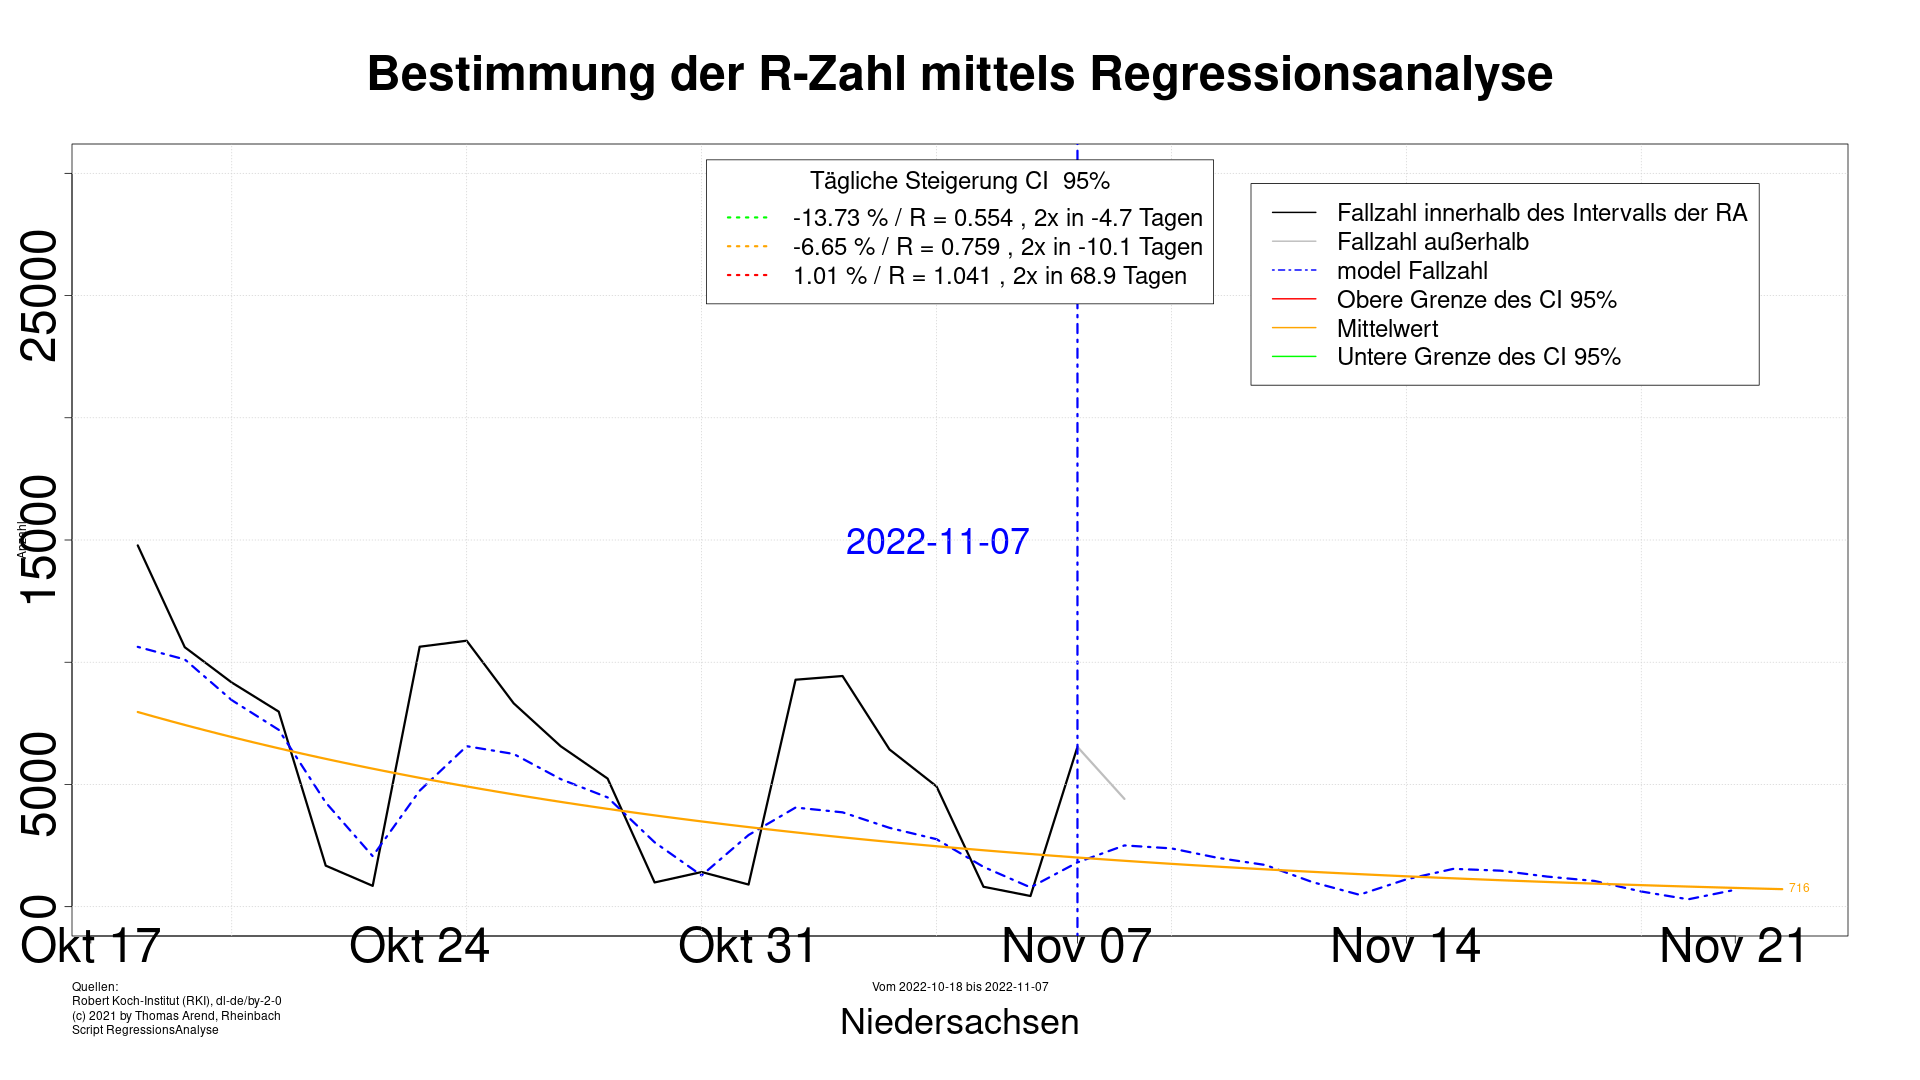 Bestimmung der R-Zahl mittels Regressionsanalyse
Tägliche Steigerung CI  95%
-13.73 % / R = 0.554 , 2x in -4.7 Tagen
-6.65 % / R = 0.759 , 2x in -10.1 Tagen
1.01 % / R = 1.041 , 2x in 68.9 Tagen
Fallzahl innerhalb des Intervalls der RA
Fallzahl außerhalb
model Fallzahl
Obere Grenze des CI 95%
Mittelwert
Untere Grenze des CI 95%
25000
15000
5000
0
Anzahl
2022-11-07
716
Okt 17
Okt 24
Okt 31
Nov 07
Nov 14
Nov 21
Quellen:
Robert Koch-Institut (RKI), dl-de/by-2-0
(c) 2021 by Thomas Arend, Rheinbach
Script RegressionsAnalyse
Vom 2022-10-18 bis 2022-11-07
Niedersachsen